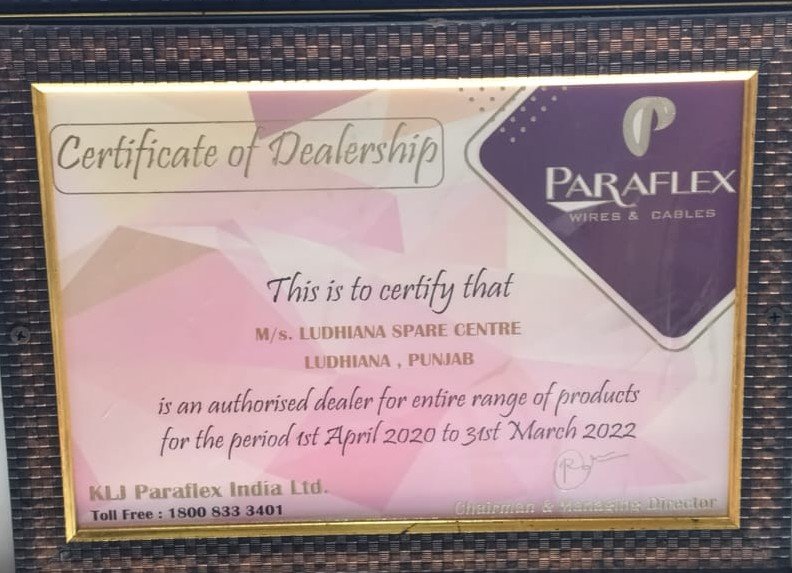 Certificate of Dealership
PARAFLEX
WIRES & CABLES
This is to certify that
M/s. LUDHIANA SPARE CENTRE
LUDHIANA , PUNJAB
is an authorised dealer for entire range of products
for the period 1st April 2020 to 31st March 2022
KLJ Paraflex India Ltd.
Toll Free : 1800 833 3401
Chairman & Managing Director